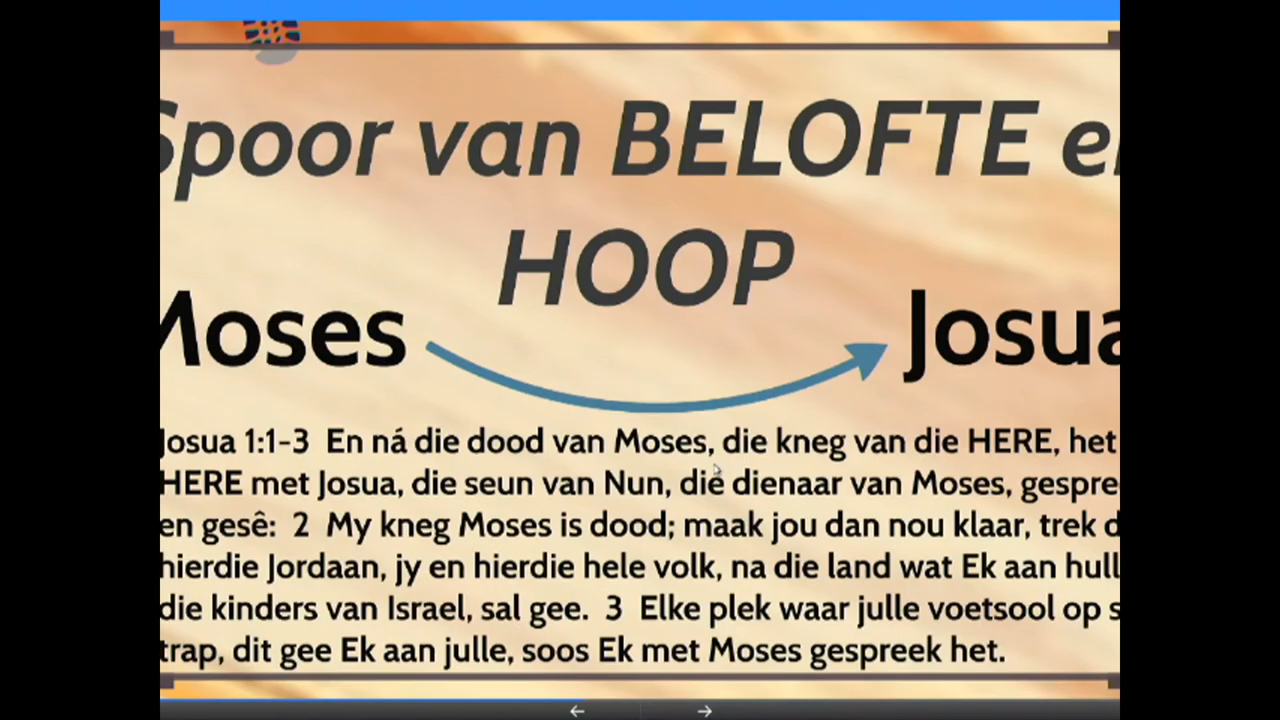 Spoor van BELOFTE e
HOOP
Moses
Josua
Josua 1:1-3 En ná die dood van Moses, die kneg van die HERE, het
HERE met Josua, die seun van Nun, die dienaar van Moses, gespre
en gesê: 2 My kneg Moses is dood; maak jou dan nou klaar, trek d
hierdie Jordaan, jy en hierdie hele volk, na die land wat Ek aan hull
die kinders van Israel, sal gee. 3 Elke plek waar julle voetsool op s
trap, dit gee Ek aan julle, soos Ek met Moses gespreek het.